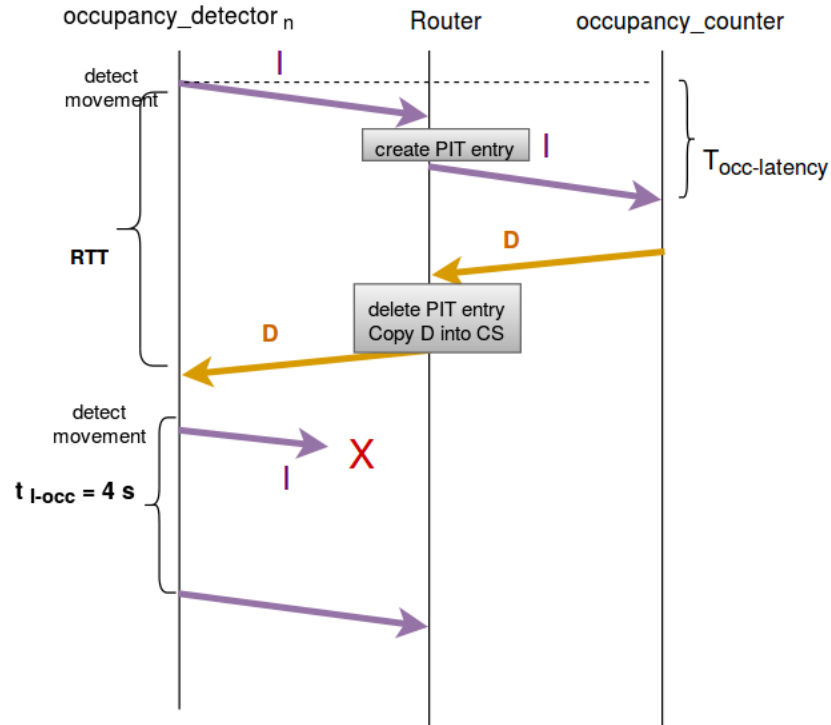 occupancy_detector n
Router
occupancy_counter
I
detect
movement
create PIT entry
I
Tocc-latency
RTT
D
delete PIT entry
Copy D into CS
D
detect
movement
X
I
t I-occ = 4 s